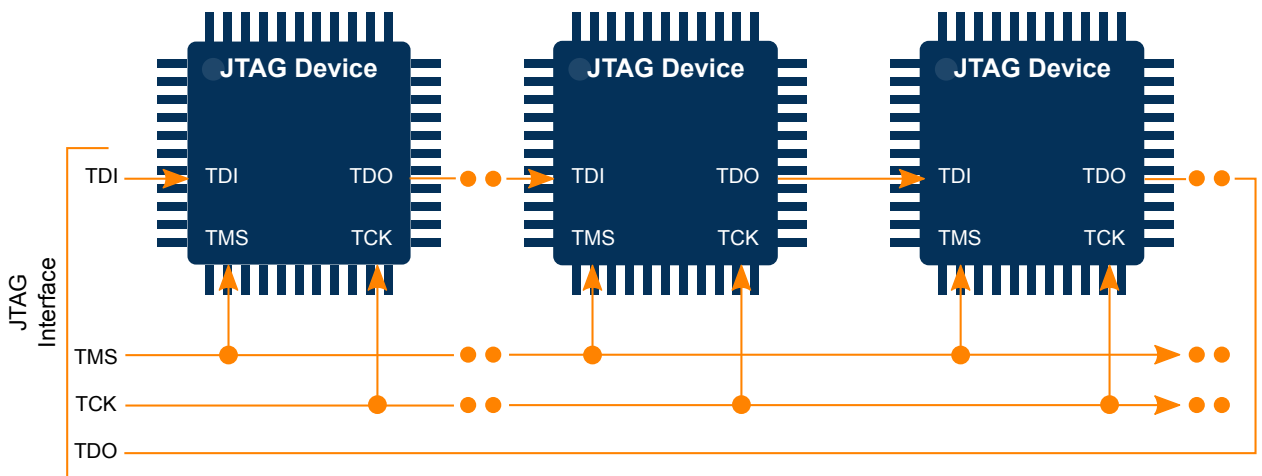 JTAG Device JTAG Device JTAG Device
TDI TDI TDO TDI TDO TDI TDO
TMS TCK TMS TCK TMS TCK
JTAG
Interface
TMS
TCK
TDO